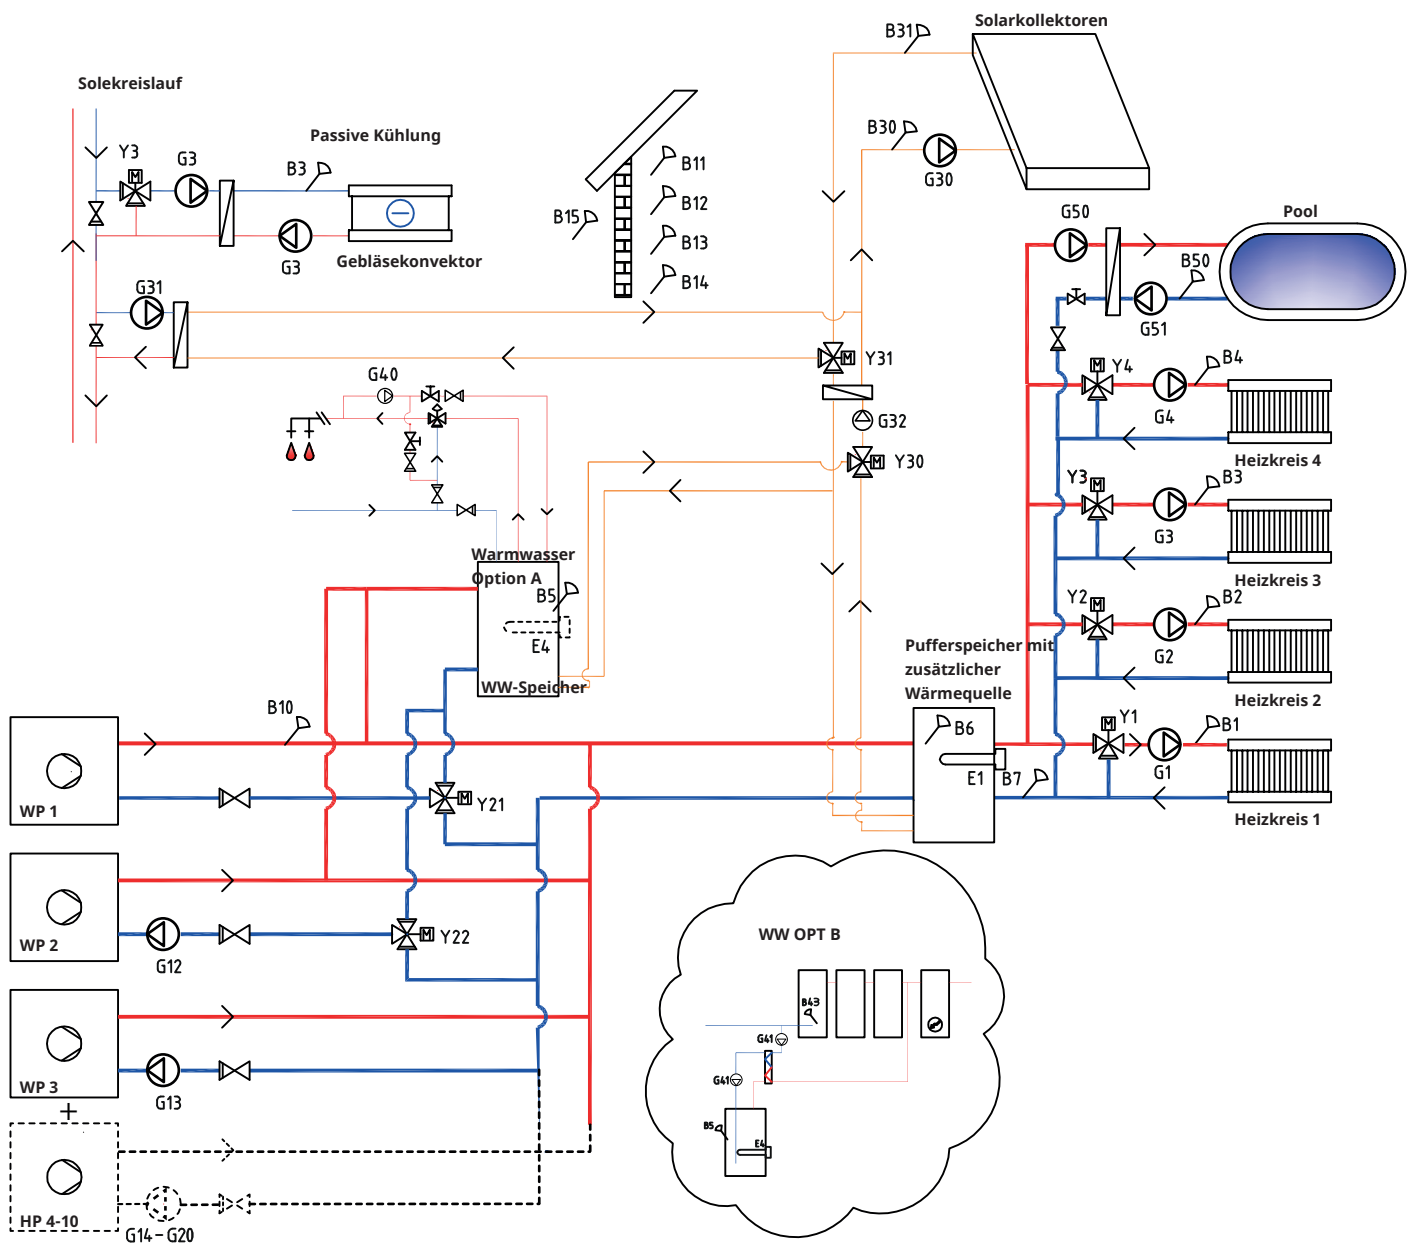 Solarkollektoren
B31
Solekreislauf
Passive Kühlung
Y3
G3
B3
B30
G30
B11
B12
B13
B14
B15
G3
Gebläsekonvektor
G50
Pool
B50
G51
G31
Y31
G40
G32
Y30
Y4
B4
G4
Heizkreis 4
Y3
B3
G3
Heizkreis 3
Y2
B2
G2
Heizkreis 2
Y1
B1
G1
Heizkreis 1
Warmwasser
Option A
B5
E4
WW-Speicher
Pufferspeicher mit
zusätzlicher
Wärmequelle
B6
E1
B7
B10
WP 1
M
Y21
WP 2
G12
M
Y22
WP 3
G13
+
HP 4-10
G14-G20
WW OPT B
B43
G41
G41
B5
E4
M
M
M
M
M
M
M